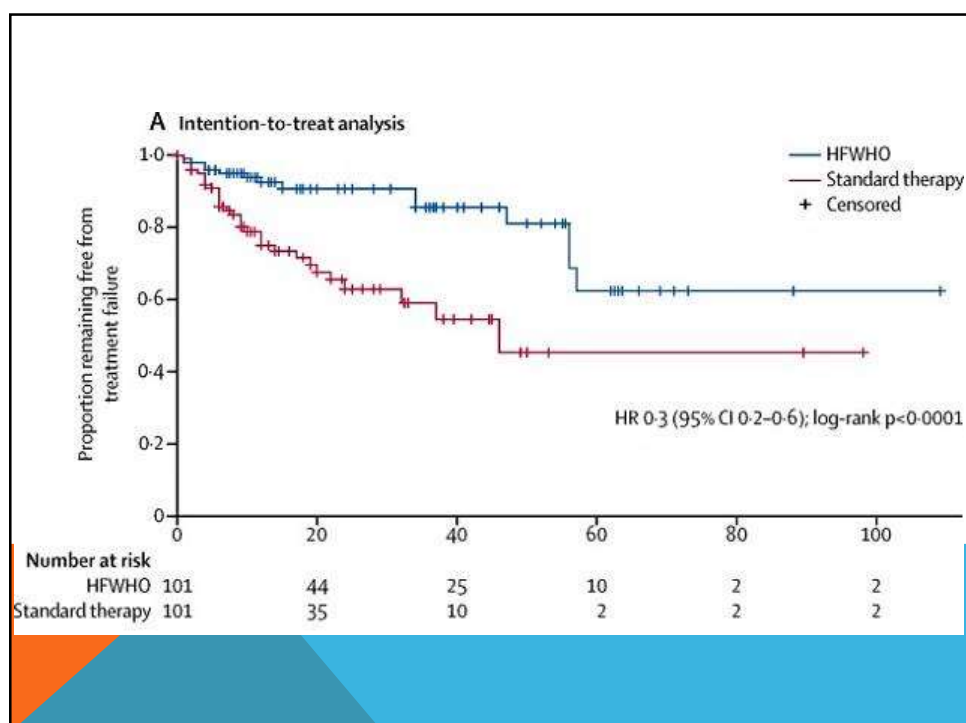 A Intention-to-treat analysis
1·0
HFWHO
Standard therapy
Censored
0·8
0·6
0·4
0·2
0
Proportion remaining free from
treatment failure
HR 0·3 (95% CI 0·2–0·6); log-rank p<0·0001
0 20 40 60 80 100
Number at risk
HFWHO 101 44 25 10 2 2
Standard therapy 101 35 10 2 2 2